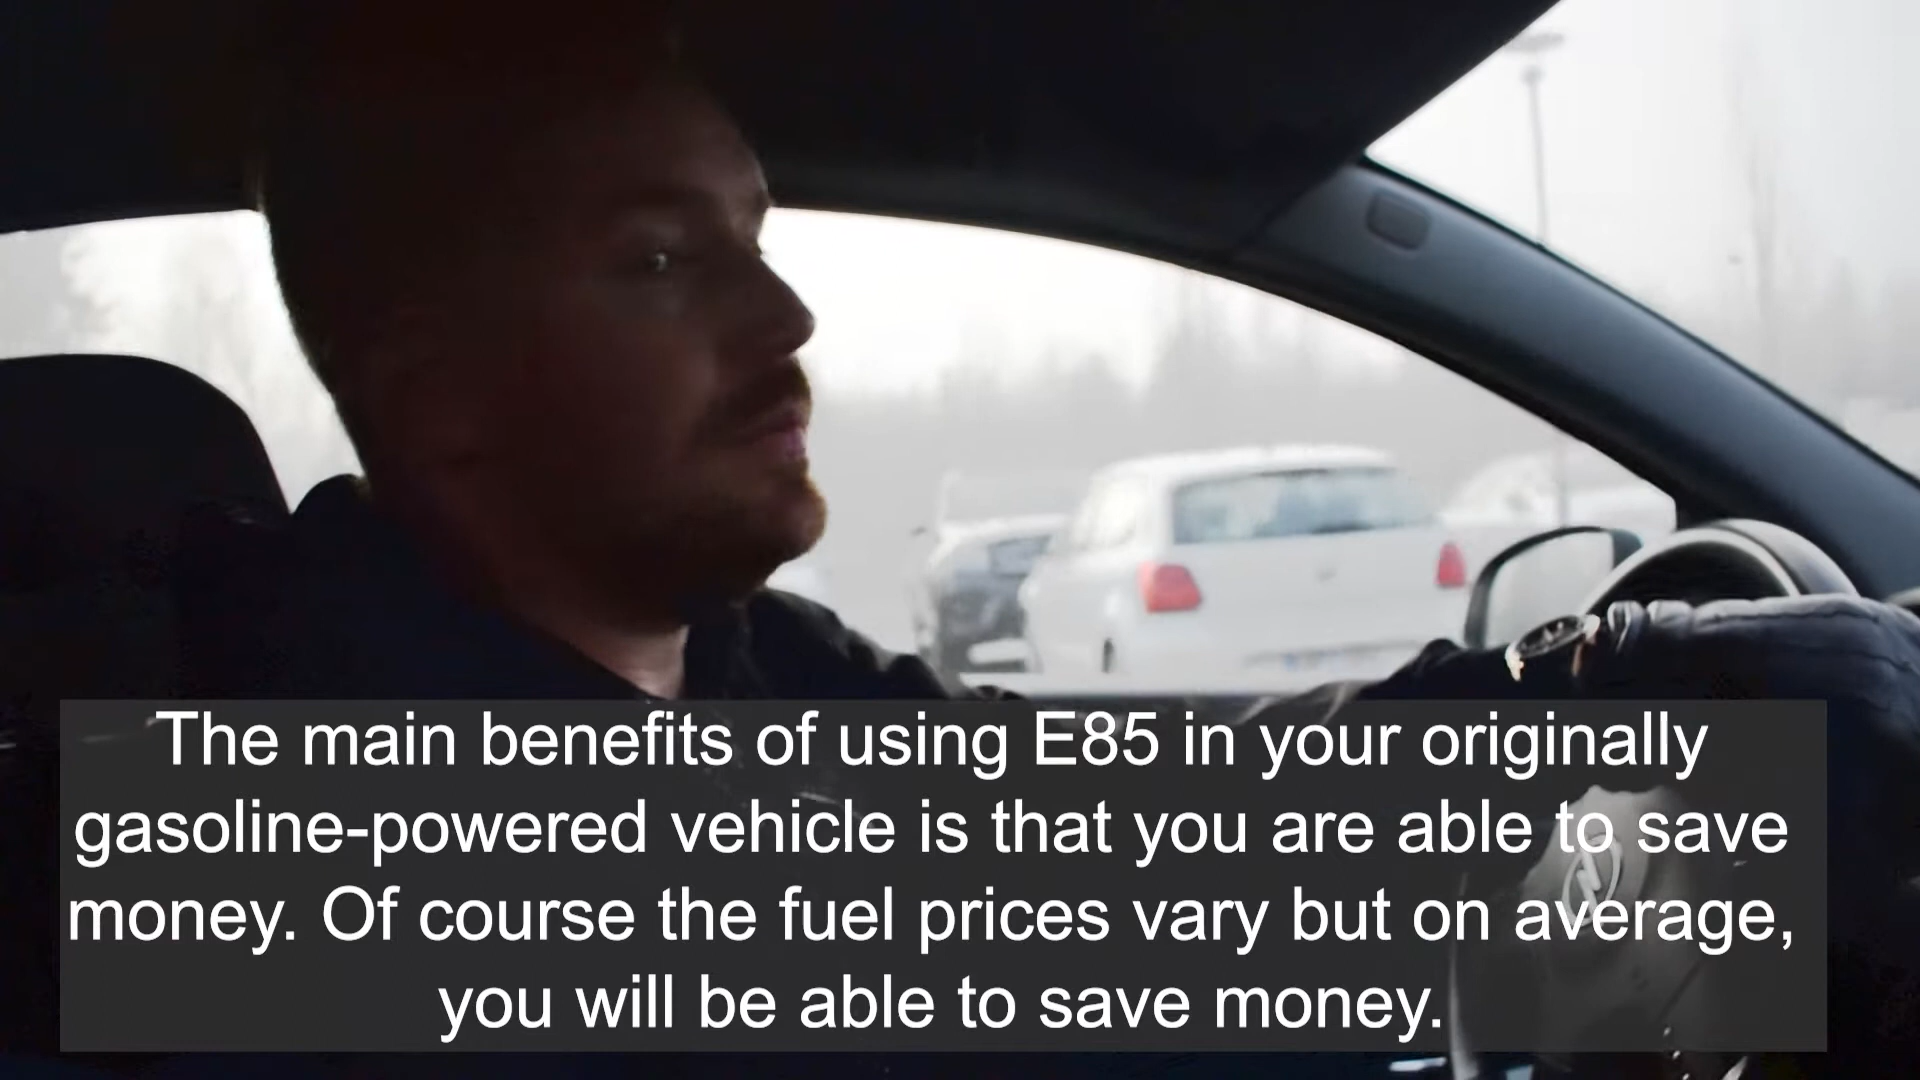 The main benefits of using E85 in your originally
gasoline-powered vehicle is that you are able to save
money. Of course the fuel prices vary but on average,
you will be able to save money.